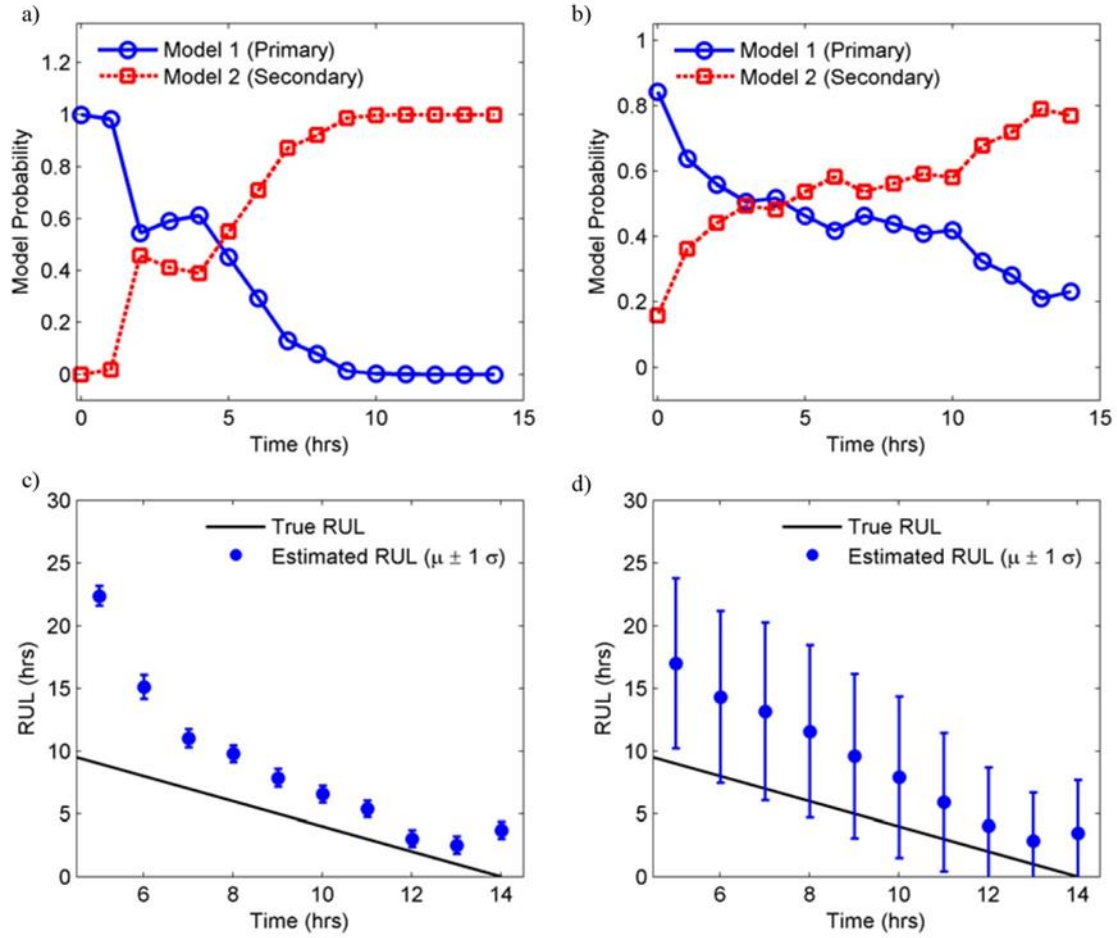 a)
Model 1 (Primary)
Model 2 (Secondary)
Model Probability
1.2
1
0.8
0.6
0.4
0.2
0
0 5 10 15
Time (hrs)
b)
Model 1 (Primary)
Model 2 (Secondary)
Model Probability
1
0.8
0.6
0.4
0.2
0
0 5 10 15
Time (hrs)
c)
True RUL
Estimated RUL (μ ± 1 σ)
RUL (hrs)
30
25
20
15
10
5
0
6 8 10 12 14
Time (hrs)
d)
True RUL
Estimated RUL (μ ± 1 σ)
RUL (hrs)
30
25
20
15
10
5
0
6 8 10 12 14
Time (hrs)